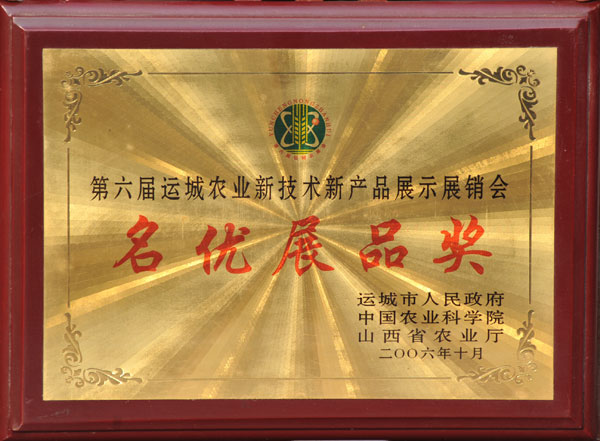 第六届运城农业新技术新产品展示展销会
名优展品奖
运城市人民政府
中国农业科学院
山西省农业厅
二〇〇六年十月